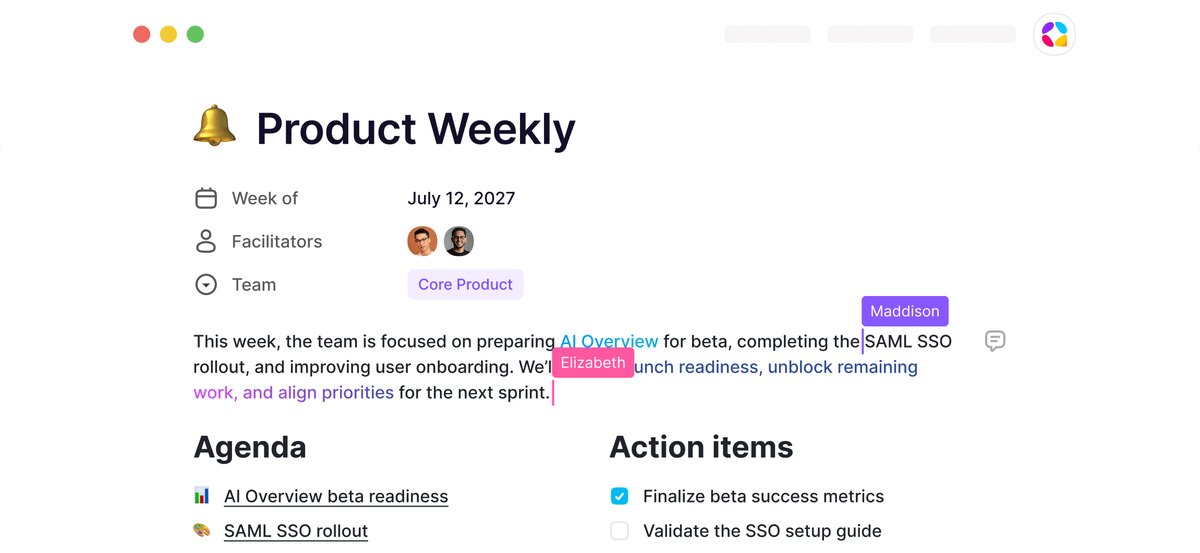 Product Weekly
Week of July 12, 2027
Facilitators
Team Core Product
Maddison
This week, the team is focused on preparing AI Overview for beta, completing the SAML SSO
Elizabeth
rollout, and improving user onboarding. We'l unch readiness, unblock remaining
work, and align priorities for the next sprint.
Agenda
AI Overview beta readiness
SAML SSO rollout
Action items
Finalize beta success metrics
Validate the SSO setup guide